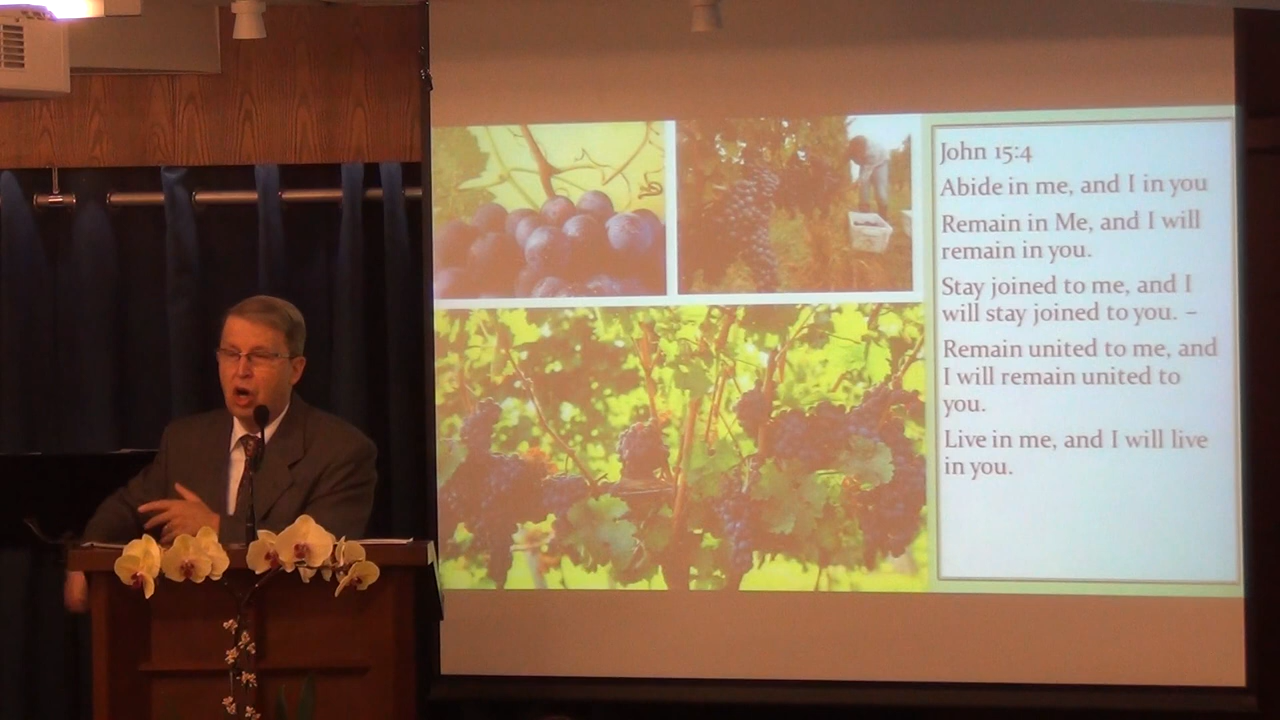 John 15:4
Abide in me, and I in you
Remain in Me, and I will
remain in you.
Stay joined to me, and I
will stay joined to you. –
Remain united to me, and
I will remain united to
you.
Live in me, and I will live
in you.